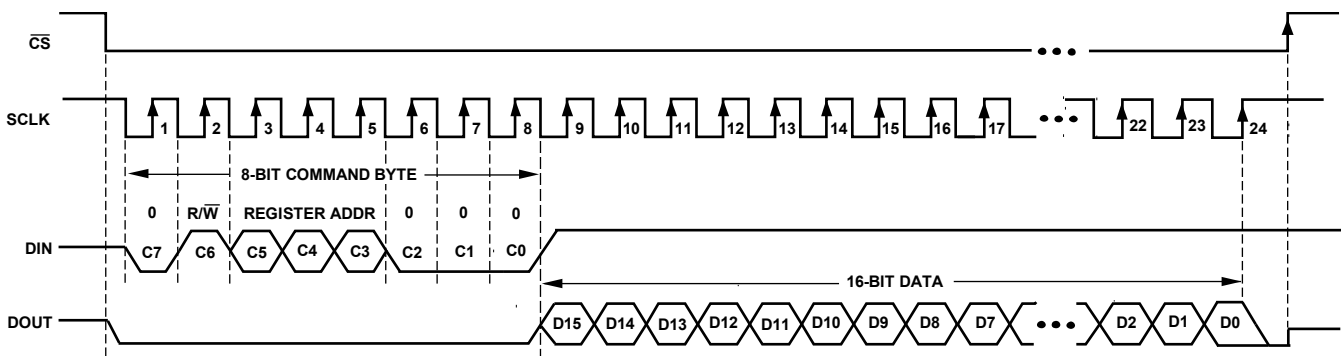 CS
SCLK
1 2 3 4 5 6 7 8 9 10 11 12 13 14 15 16 17 22 23 24
8-BIT COMMAND BYTE
0 R/W REGISTER ADDR 0 0 0
DIN
C7 C6 C5 C4 C3 C2 C1 C0
16-BIT DATA
DOUT
D15 D14 D13 D12 D11 D10 D9 D8 D7 D2 D1 D0